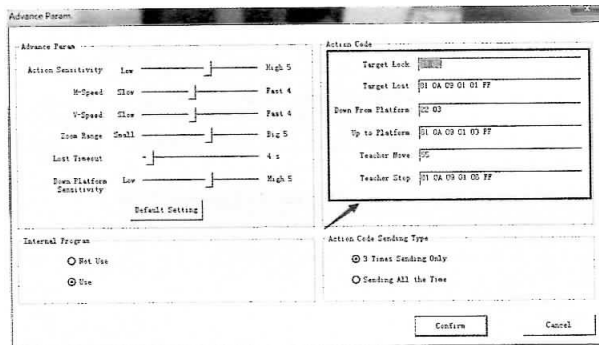 Advance Param.
Advance Param
Action Sensitivity Low High 5
H-Speed Slow Fast 4
V-Speed Slow Fast 4
Zoom Range Small Big 5
Lost Timeout - 4 s
Down Platform Sensitivity Low High 5
Default Setting
Internal Program
Not Use
Use
Action Code
Target Lock
Target Lost 81 0A 09 01 01 FF
Down From Platform 22 03
Up to Platform 81 0A 09 01 03 FF
Teacher Move
Teacher Stop 81 0A 09 01 05 FF
Action Code Sending Type
3 Times Sending Only
Sending All the Time
Confirm
Cancel